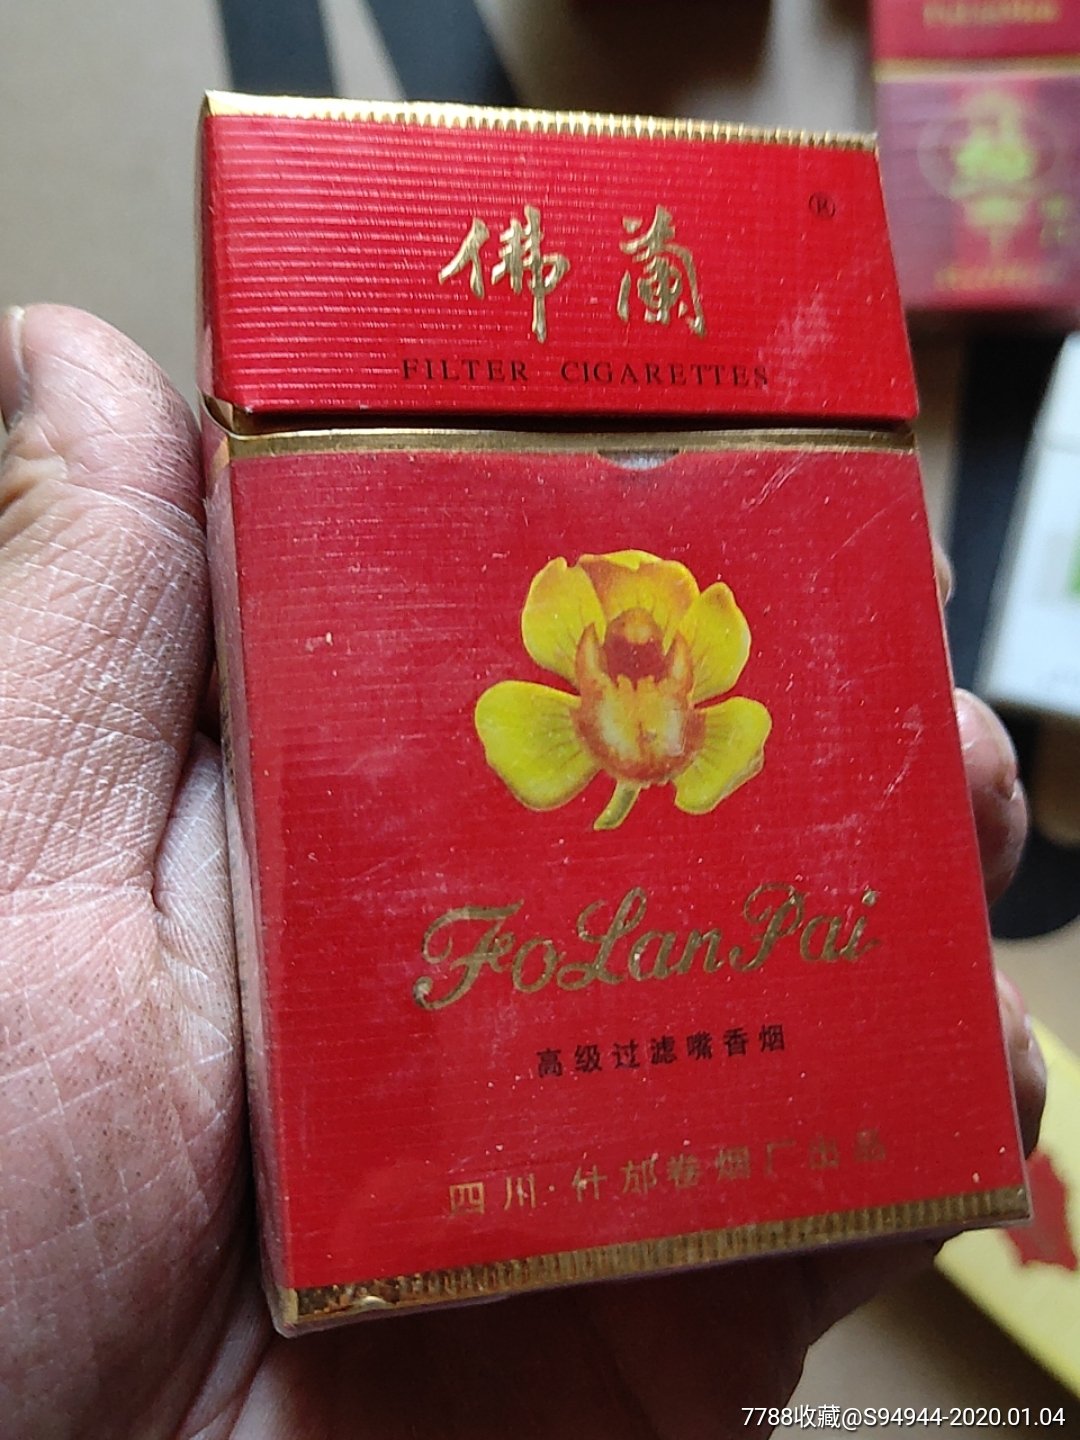 佛蘭
®
FILTER CIGARETTES
FoLanPai
高级过滤嘴香烟
四川·什邡卷烟厂出品
7788收藏@S94944-2020.01.04